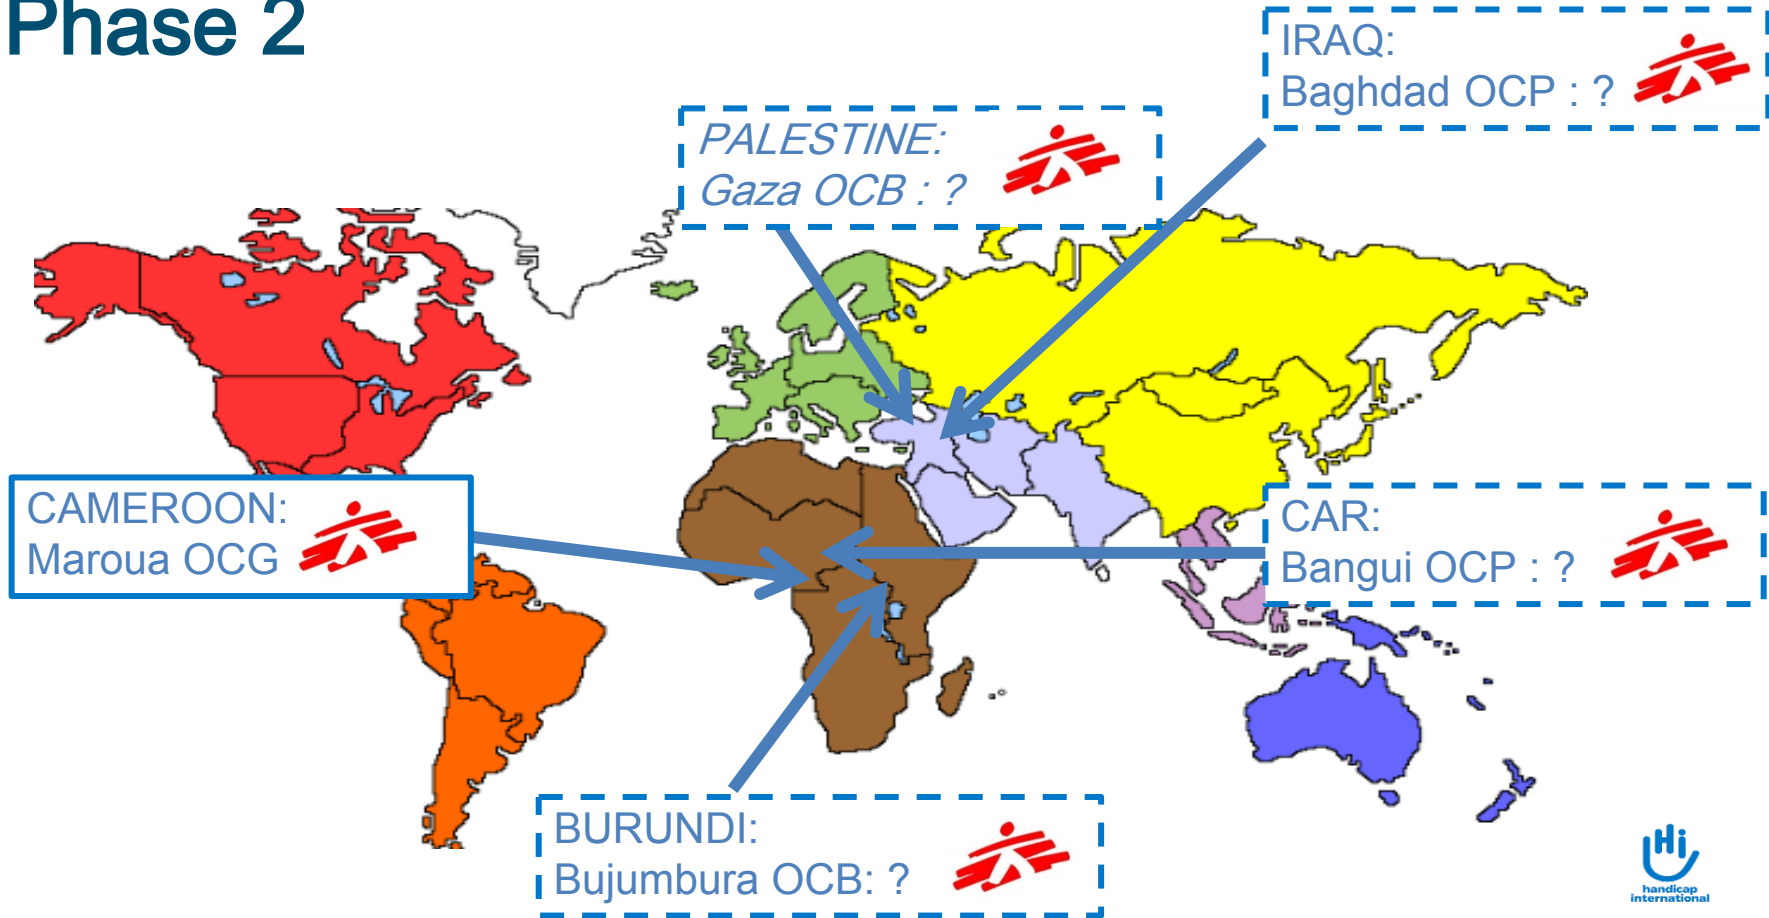 Phase 2
IRAQ:
Baghdad OCP : ?
PALESTINE:
Gaza OCB : ?
CAMEROON:
Maroua OCG
CAR:
Bangui OCP : ?
BURUNDI:
Bujumbura OCB: ?
Hi
handicap
international